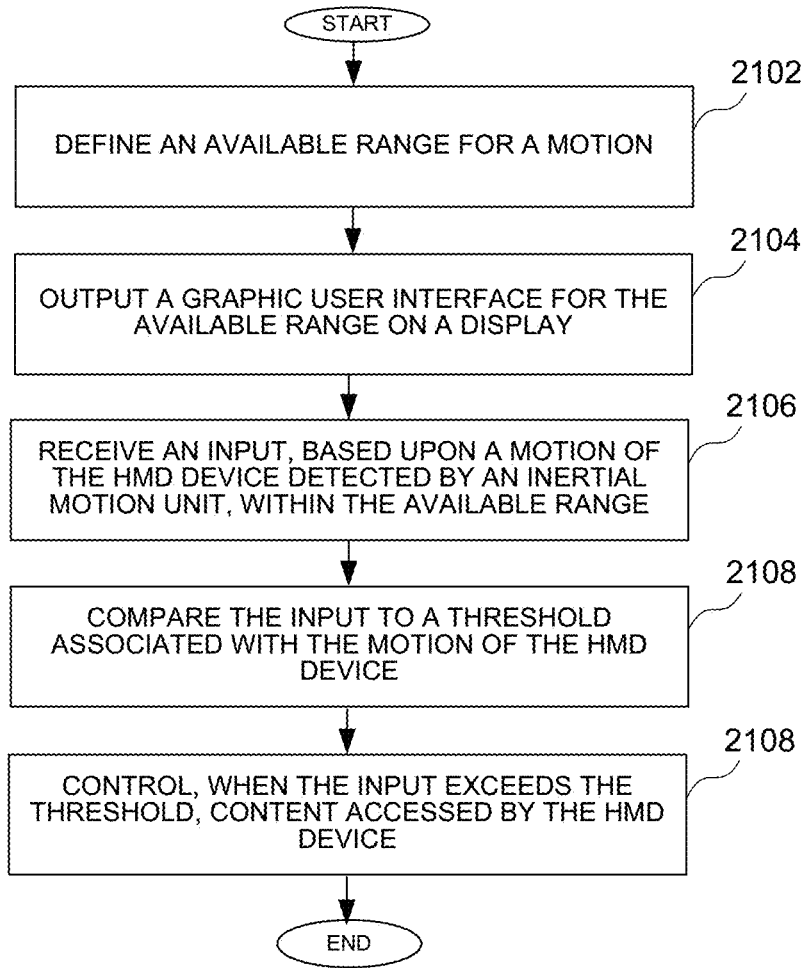 START
2102
DEFINE AN AVAILABLE RANGE FOR A MOTION
2104
OUTPUT A GRAPHIC USER INTERFACE FOR THE
AVAILABLE RANGE ON A DISPLAY
2106
RECEIVE AN INPUT, BASED UPON A MOTION OF
THE HMD DEVICE DETECTED BY AN INERTIAL
MOTION UNIT, WITHIN THE AVAILABLE RANGE
2108
COMPARE THE INPUT TO A THRESHOLD
ASSOCIATED WITH THE MOTION OF THE HMD
DEVICE
2108
CONTROL, WHEN THE INPUT EXCEEDS THE
THRESHOLD, CONTENT ACCESSED BY THE HMD
DEVICE
END